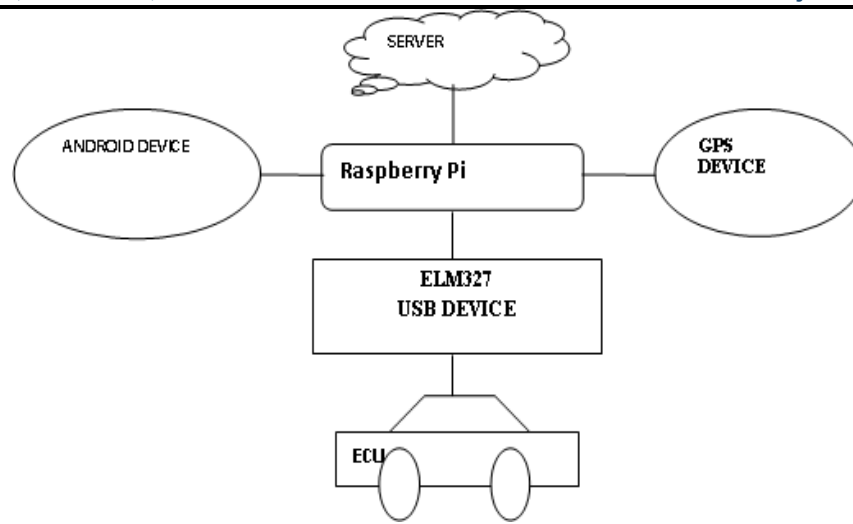 SERVER
ANDROID DEVICE
Raspberry Pi
GPS
DEVICE
ELM327
USB DEVICE
ECU